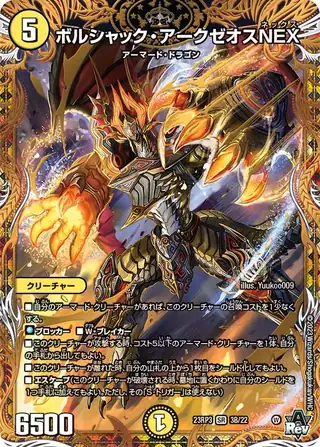 5
ボルシャック・アークゼオスNEX
ネックス
アーマード・ドラゴン
illus. Yuukoo009
クリーチャー
■自分のアーマード・クリーチャーがあれば、このクリーチャーの召喚コストを1少なく
する。
■ブロッカー ■W・ブレイカー
■このクリーチャーが攻撃する時、コスト5以下のアーマード・クリーチャーを1体、自分
の手札から出してもよい。
■このクリーチャーが離れた時、自分の山札の上から1枚をシールド化してもよい。
■エスケープ(このクリーチャーが破壊される時、墓地に置くかわりに自分のシールドを
1つ手札に加えてもよい。ただし、その「S・トリガー」は使えない)
6500
1
23RP3 SR 3B/22
Rev
©2023 Wizards/Shogakukan/WHC